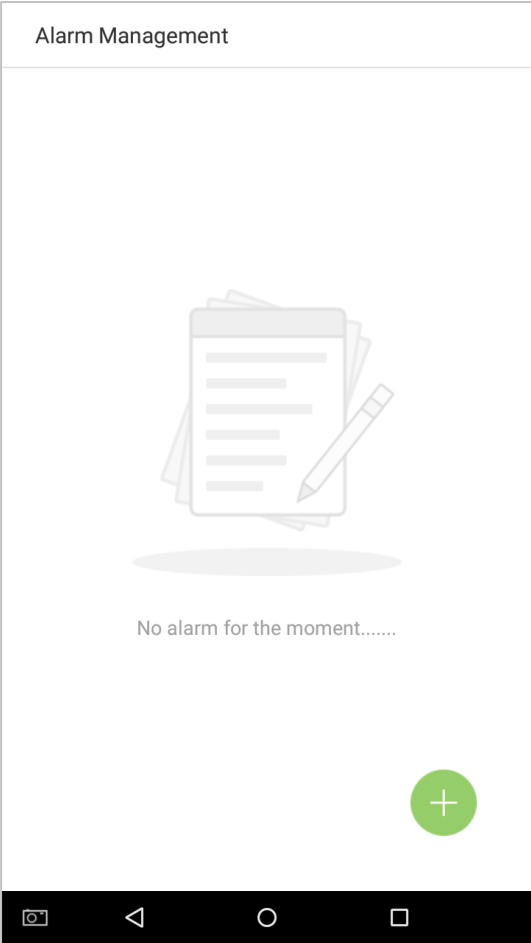 Alarm Management
No alarm for the moment.......